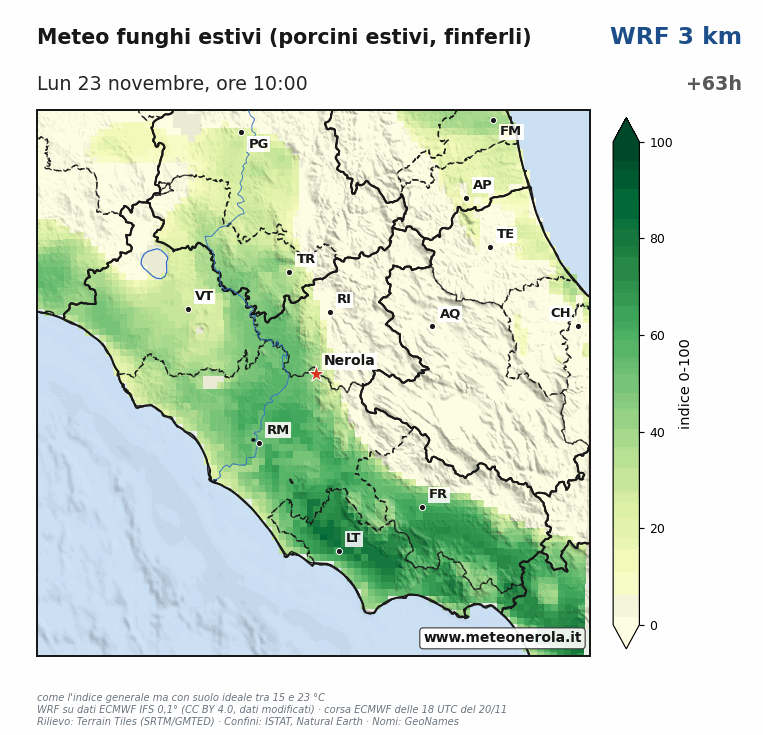 Meteo funghi estivi (porcini estivi, finferli)
WRF 3 km
Lun 23 novembre, ore 10:00
+63h
FM
PG
AP
TE
TR
VT
RI
AQ
CH
Nerola
RM
FR
LT
www.meteonerola.it
100
80
60
40
20
0
indice 0-100
come l'indice generale ma con suolo ideale tra 15 e 23 °C
WRF su dati ECMWF IFS 0,1° (CC BY 4.0, dati modificati) · corsa ECMWF delle 18 UTC del 20/11
Rilievo: Terrain Tiles (SRTM/GMTED) · Confini: ISTAT, Natural Earth · Nomi: GeoNames